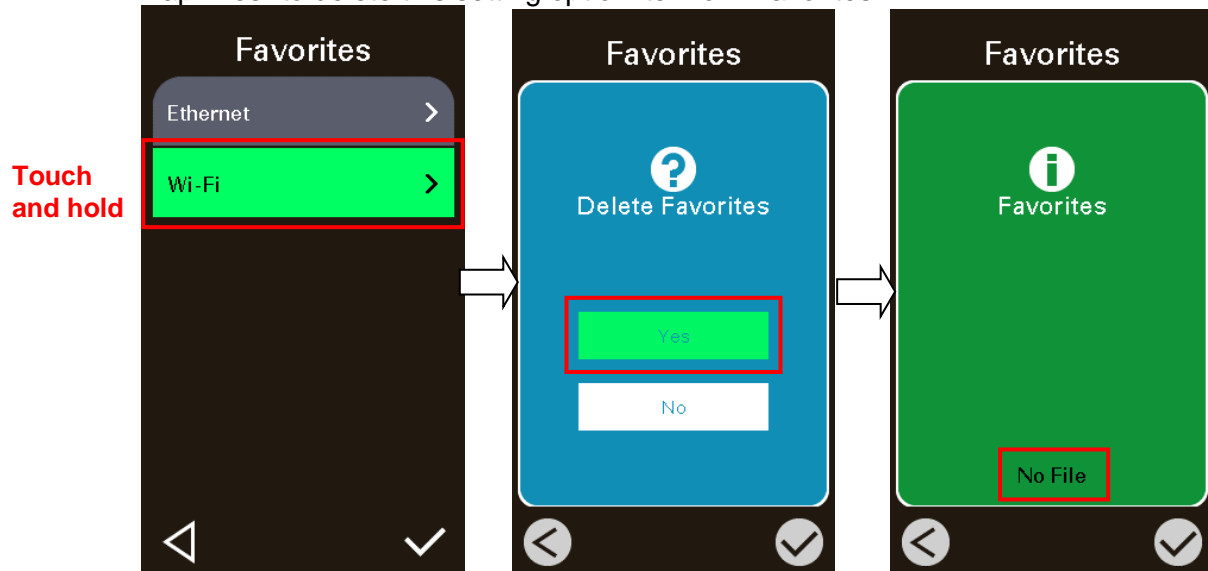 Favorites
Ethernet
Wi-Fi
Touch
and hold
Favorites
Delete Favorites
Yes
No
Favorites
Favorites
No File